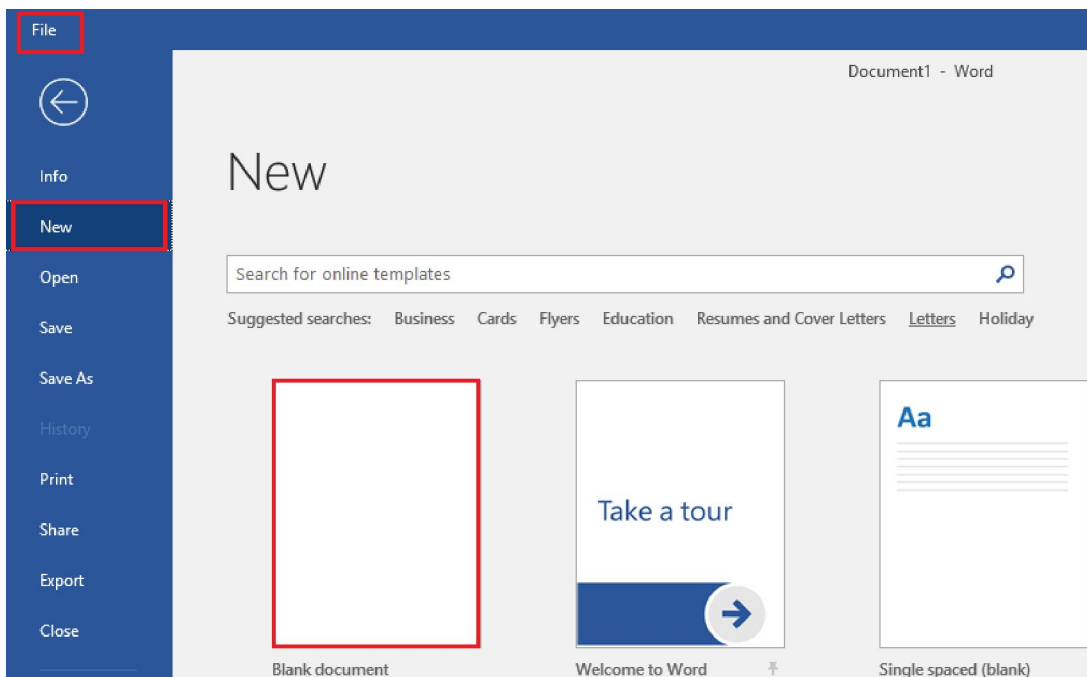 File
Document1 - Word
Info
New
Open
Save
Save As
History
Print
Share
Export
Close
New
Search for online templates
Suggested searches: Business Cards Flyers Education Resumes and Cover Letters Letters Holiday
Take a tour
Aa
Blank document
Welcome to Word
Single spaced (blank)